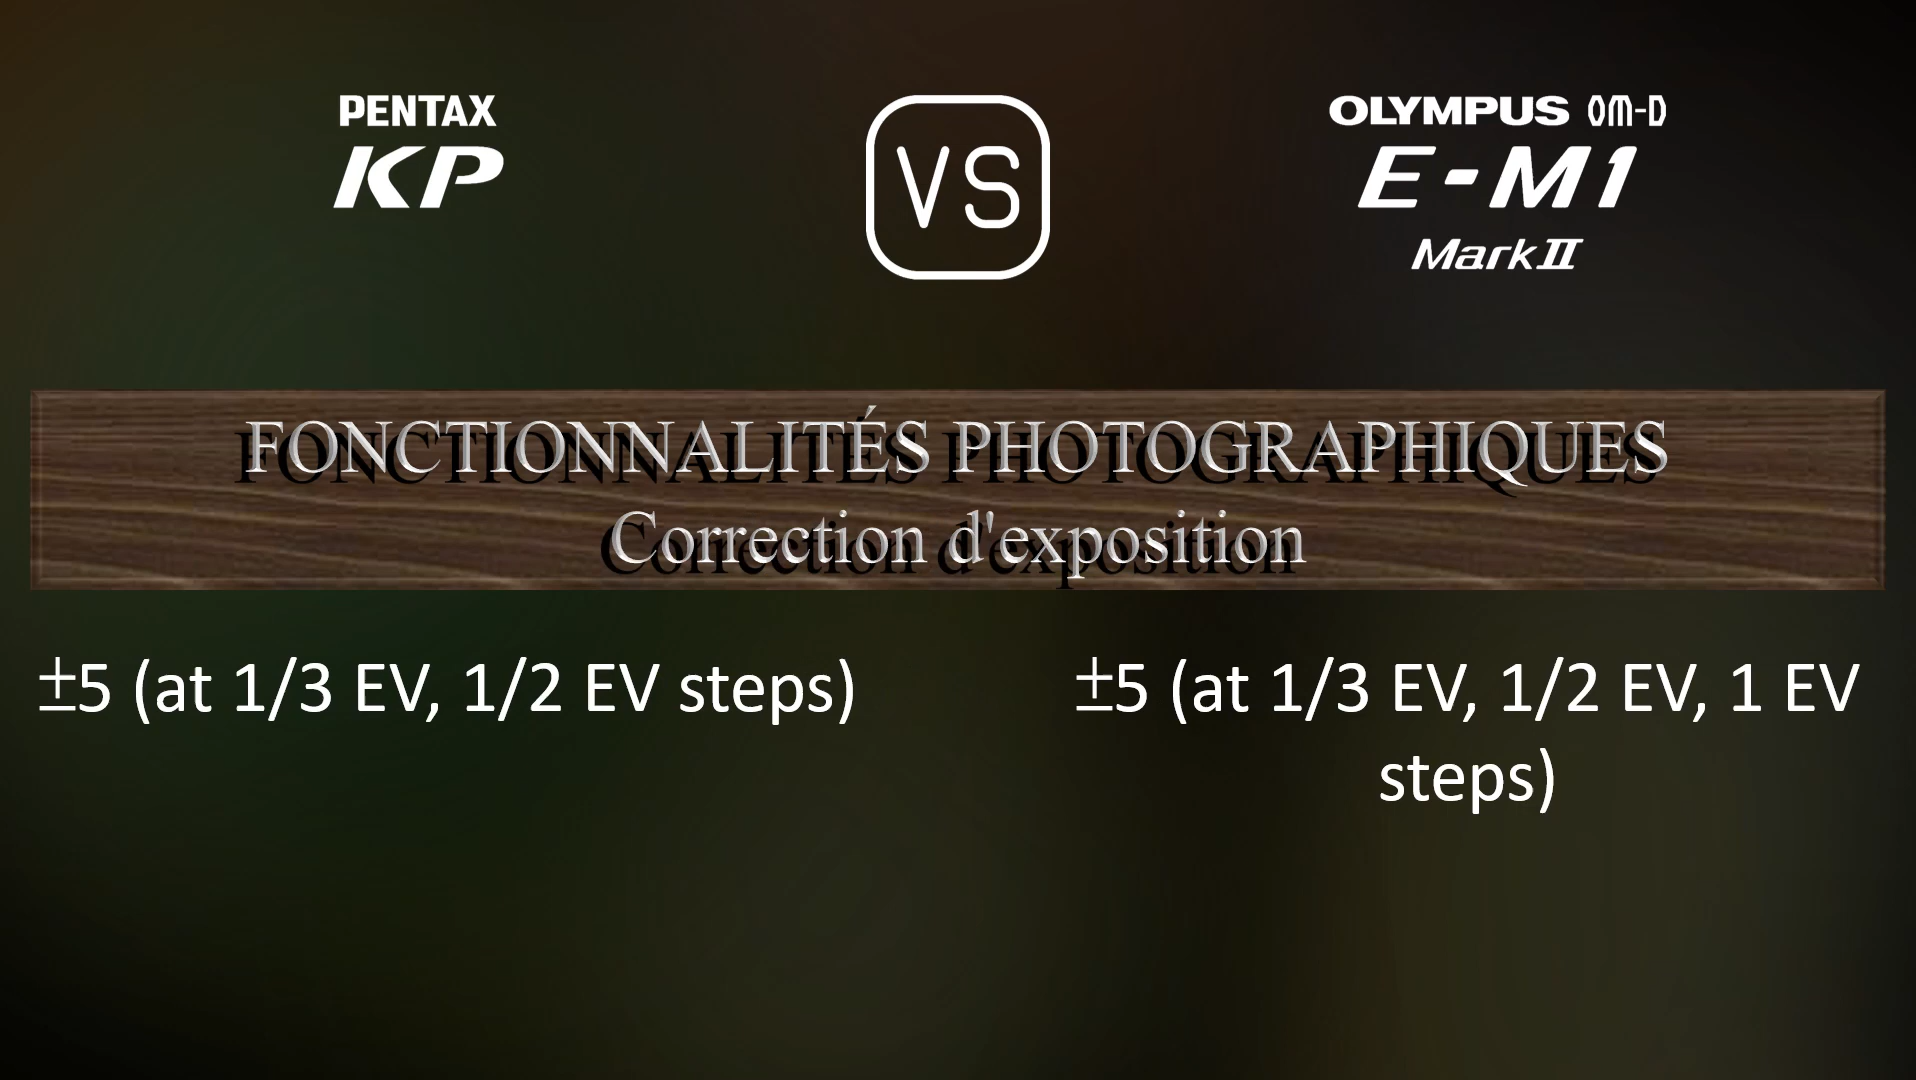 PENTAX
KP
VS
OLYMPUS OM-D
E-M1
Mark II
FONCTIONNALITÉS PHOTOGRAPHIQUES
Correction d'exposition
±5 (at 1/3 EV, 1/2 EV steps)
±5 (at 1/3 EV, 1/2 EV, 1 EV
steps)